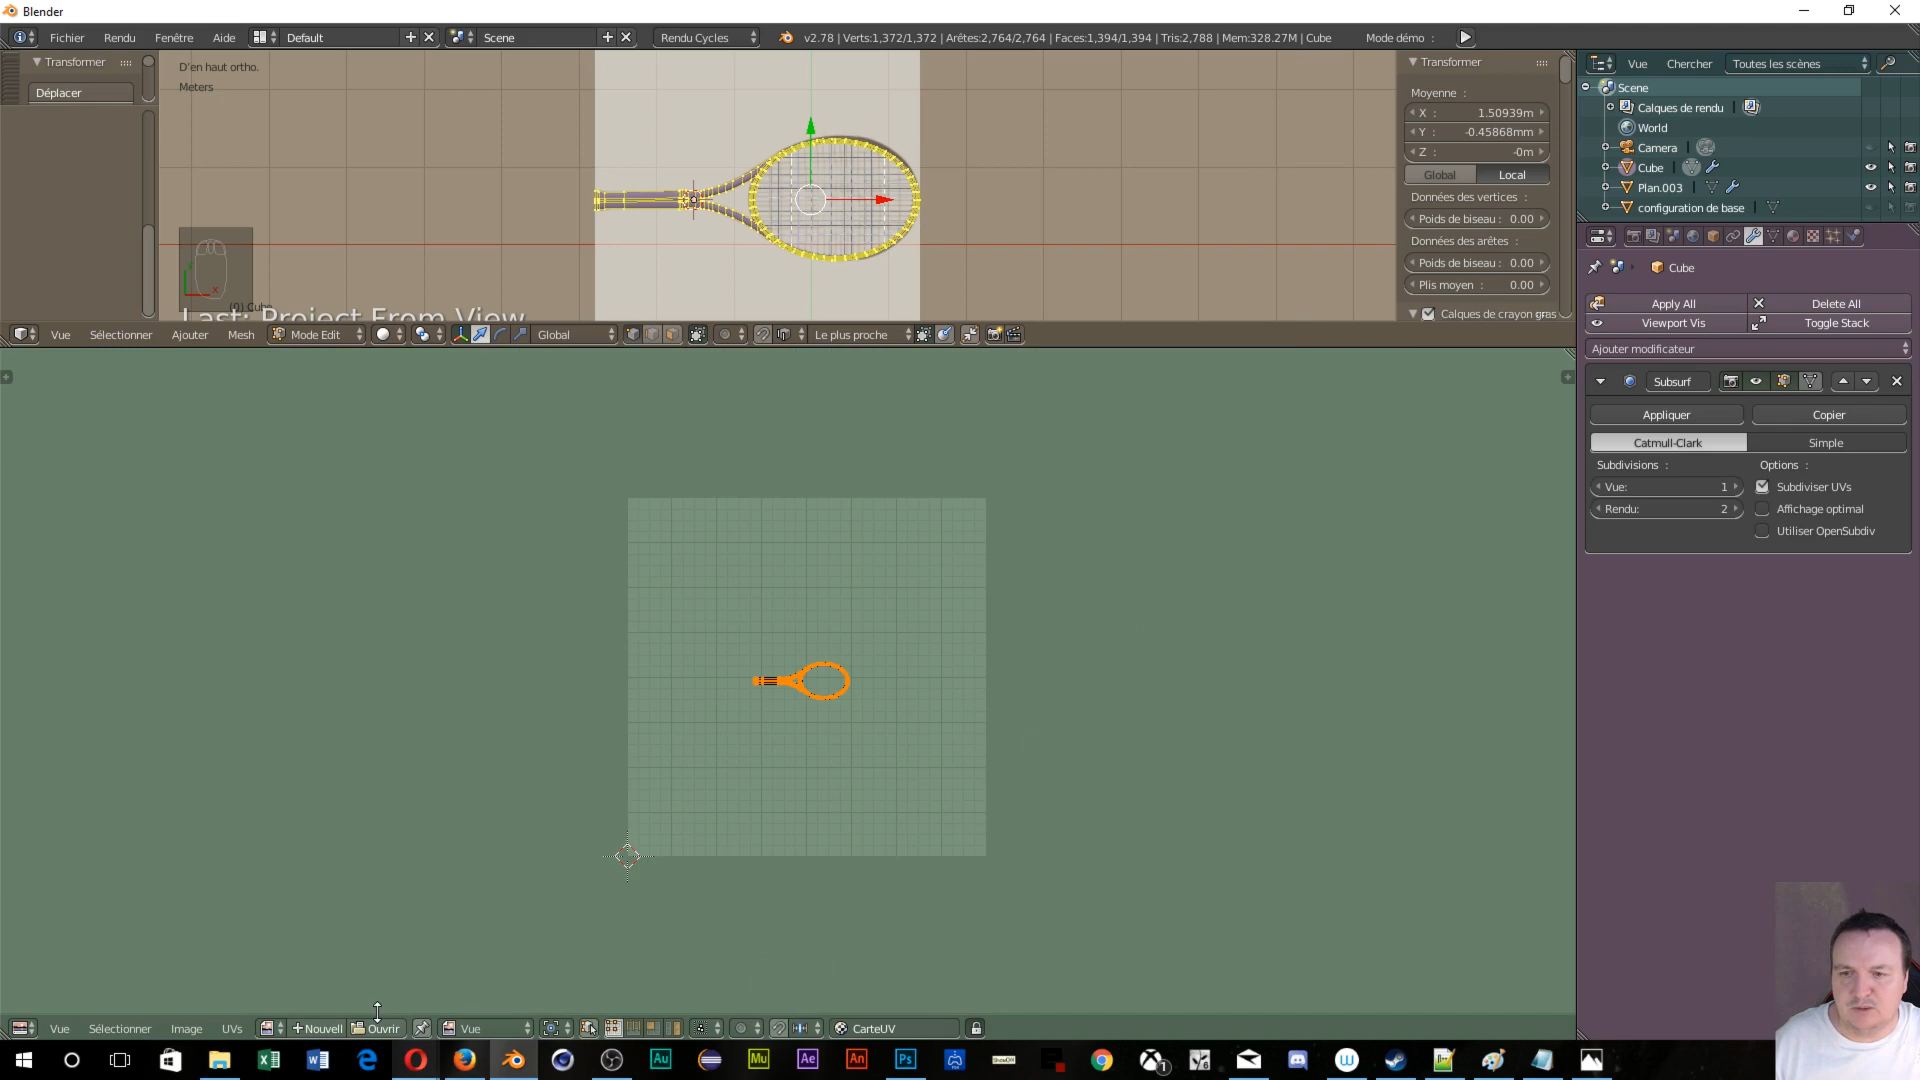 Blender
Fichier Rendu Fenêtre Aide Default Scene Rendu Cycles v2.78 | Verts:1,372/1,372 | Arêtes:2,764/2,764 | Faces:1,394/1,394 | Tris:2,788 | Mem:328.27M | Cube Mode démo :
Transformer
Déplacer
D'en haut ortho.
Meters
(0) Cube
Last: Project From View
Transformer
Moyenne :
X : 1.50939m
Y : -0.45868mm
Z : -0m
Global Local
Données des vertices :
Poids de biseau : 0.00
Données des arêtes :
Poids de biseau : 0.00
Plis moyen : 0.00
Calques de crayon gras
Vue Sélectionner Ajouter Mesh Mode Edit Global Le plus proche
Vue Chercher Toutes les scènes
Scene
Calques de rendu
World
Camera
Cube
Plan.003
configuration de base
Cube
Apply All Delete All
Viewport Vis Toggle Stack
Ajouter modificateur
Subsurf
Appliquer Copier
Catmull-Clark Simple
Subdivisions : Options :
Vue: 1 Subdiviser UVs
Rendu: 2 Affichage optimal
Utiliser OpenSubdiv
Vue Sélectionner Image UVs Nouvell Ouvrir Vue CarteUV
Au Mu Ae An Ps